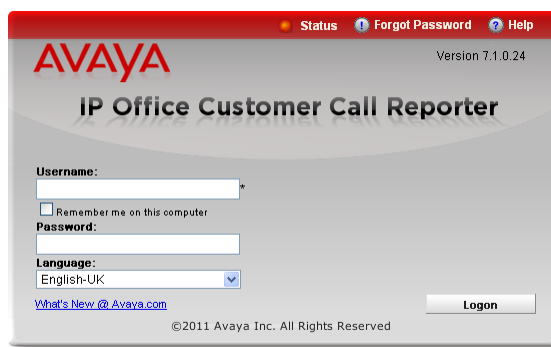 Status Forgot Password Help
AVAYA
Version 7.1.0.24
IP Office Customer Call Reporter
Username:
*
Remember me on this computer
Password:
Language:
English-UK
What's New @ Avaya.com
Logon
©2011 Avaya Inc. All Rights Reserved